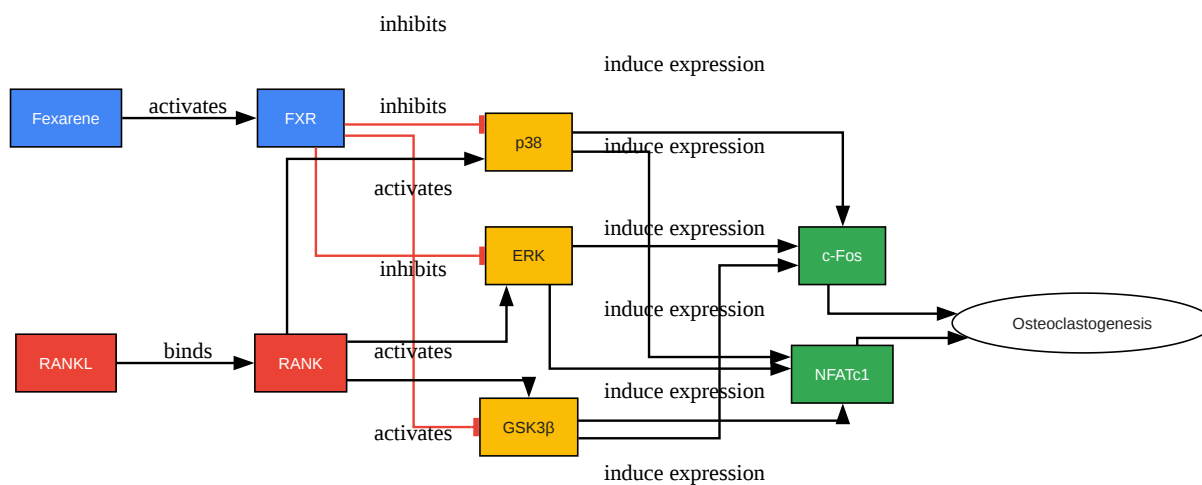 inhibits
induce expression
Fexarene
activates
FXR
inhibits
p38
induce expression
activates
ERK
induce expression
c-Fos
inhibits
induce expression
Osteoclastogenesis
RANKL
binds
RANK
activates
NFATc1
induce expression
GSK3β
activates
induce expression